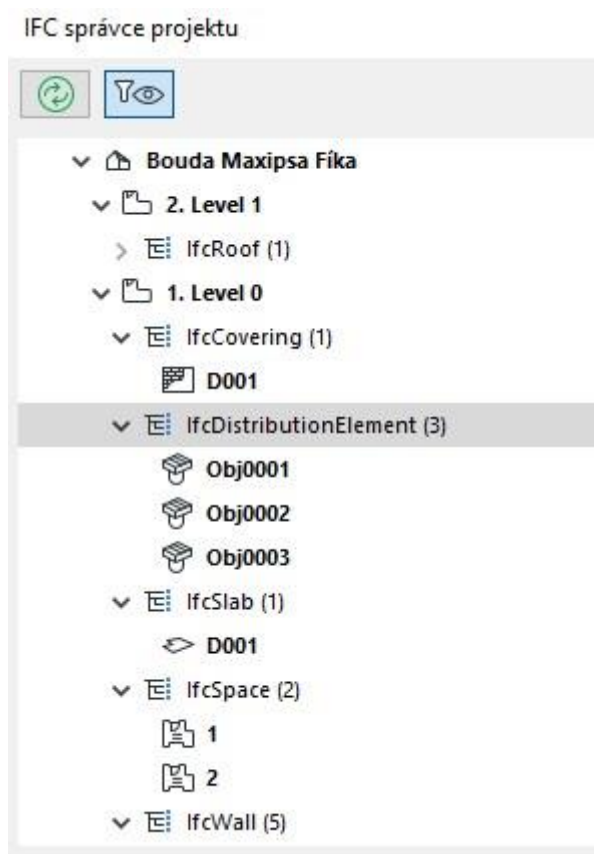 IFC správce projektu
Bouda Maxipsa Fíka
2. Level 1
IfcRoof (1)
1. Level 0
IfcCovering (1)
D001
IfcDistributionElement (3)
Obj0001
Obj0002
Obj0003
IfcSlab (1)
D001
IfcSpace (2)
1
2
IfcWall (5)